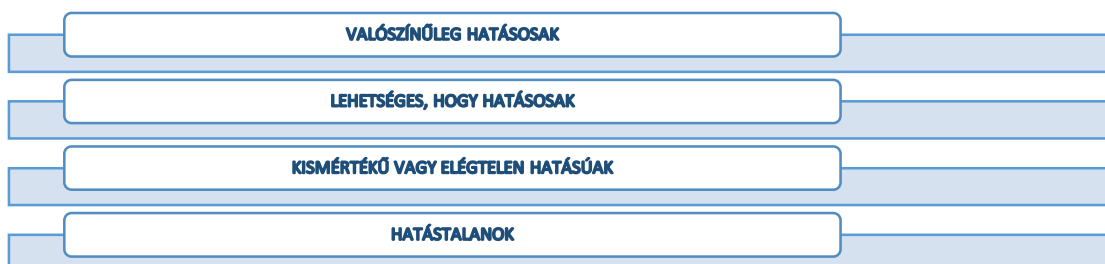 VALÓSZÍNŰLEG HATÁSOSAK
LEHETSÉGES, HOGY HATÁSOSAK
KISMÉRTÉKŰ VAGY ELÉGTELEN HATÁSÚAK
HATÁSTALANOK